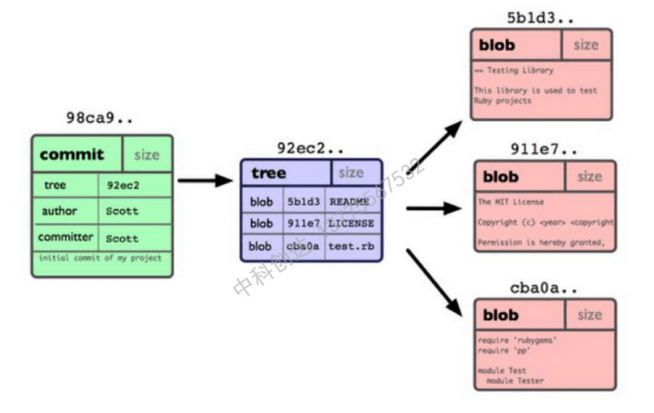 98ca9..
commit size
tree 92ec2
author Scott
committer Scott
initial commit of my project
92ec2..
tree size
blob 5b1d3 README
blob 911e7 LICENSE
blob cba0a test.rb
5b1d3..
blob size
== Testing Library
This library is used to test
Ruby projects
911e7..
blob size
The MIT License
Copyright (c) <year> <copyright
Permission is hereby granted,
cba0a..
blob size
require 'rubygems'
require 'pp'
module Test
module Tester
中科创达